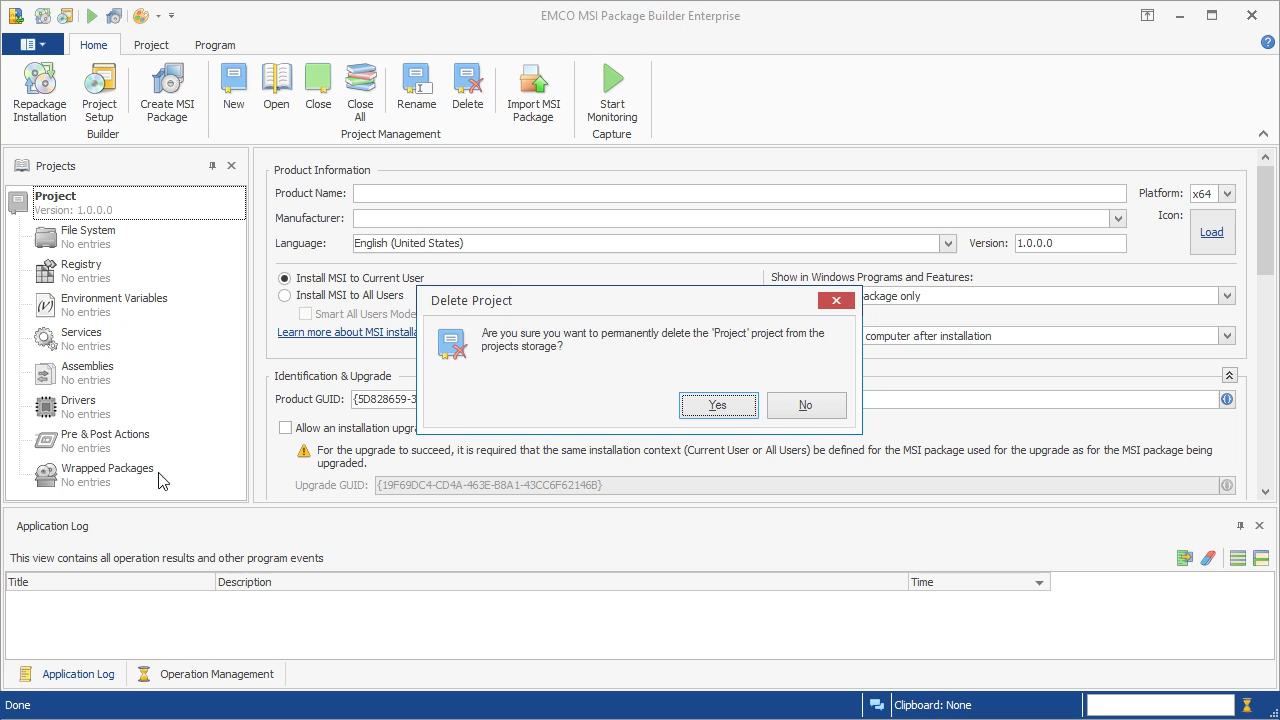 EMCO MSI Package Builder Enterprise
Home
Project
Program
Repackage
Installation
Project
Setup
Create MSI
Package
New
Open
Close
Close
All
Rename
Delete
Import MSI
Package
Start
Monitoring
Builder
Project Management
Capture
Projects
Project
Version: 1.0.0.0
File System
No entries
Registry
No entries
Environment Variables
No entries
Services
No entries
Assemblies
No entries
Drivers
No entries
Pre & Post Actions
No entries
Wrapped Packages
No entries
Product Information
Product Name:
Platform: x64
Manufacturer:
Icon:
Load
Language: English (United States)
Version: 1.0.0.0
Install MSI to Current User
Install MSI to All Users
Smart All Users Mode
Learn more about MSI
Show in Windows Programs and Features:
only
computer after installation
Delete Project
Are you sure you want to permanently delete the 'Project' project from the
projects storage?
Yes
No
Identification & Upgrade
Product GUID: {5D828659-3
Allow an installation
For the upgrade to succeed, it is required that the same installation context (Current User or All Users) be defined for the MSI package used for the upgrade as for the MSI package being
upgraded.
Upgrade GUID: {19F69DC4-CD4A-463E-B8A1-43CC6F62146B}
Application Log
This view contains all operation results and other program events
Title
Description
Time
Application Log
Operation Management
Done
Clipboard: None